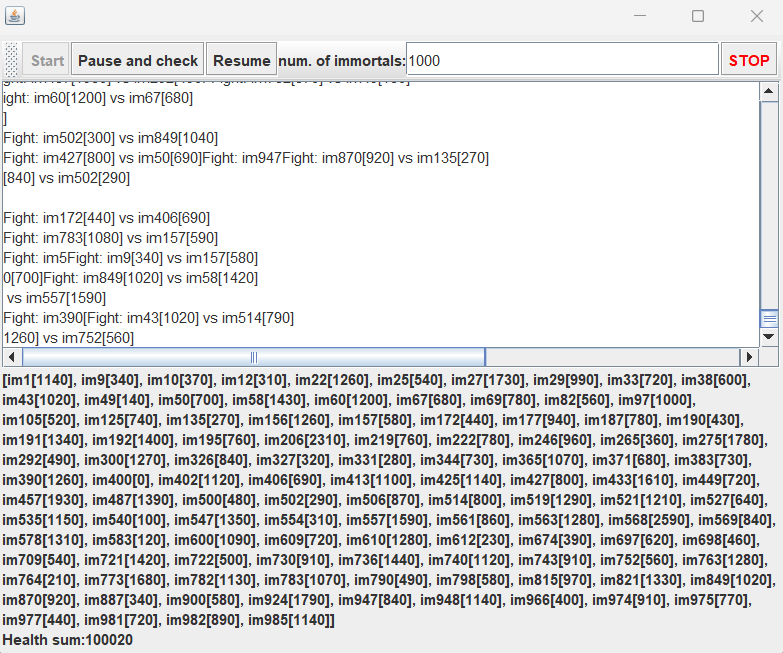 Start Pause and check Resume num. of immortals: 1000 STOP
ight: im60[1200] vs im67[680]
]
Fight: im502[300] vs im849[1040]
Fight: im427[800] vs im50[690]Fight: im947Fight: im870[920] vs im135[270]
[840] vs im502[290]
Fight: im172[440] vs im406[690]
Fight: im783[1080] vs im157[590]
Fight: im5Fight: im9[340] vs im157[580]
0[700]Fight: im849[1020] vs im58[1420]
vs im557[1590]
Fight: im390[Fight: im43[1020] vs im514[790]
1260] vs im752[560]
[im1[1140], im9[340], im10[370], im12[310], im22[1260], im25[540], im27[1730], im29[990], im33[720], im38[600],
im43[1020], im49[140], im50[700], im58[1430], im60[1200], im67[680], im69[780], im82[560], im97[1000],
im105[520], im125[740], im135[270], im156[1260], im157[580], im172[440], im177[940], im187[780], im190[430],
im191[1340], im192[1400], im195[760], im206[2310], im219[760], im222[780], im246[960], im265[360], im275[1780],
im292[490], im300[1270], im326[840], im327[320], im331[280], im344[730], im365[1070], im371[680], im383[730],
im390[1260], im400[0], im402[1120], im406[690], im413[1100], im425[1140], im427[800], im433[1610], im449[720],
im457[1930], im487[1390], im500[480], im502[290], im506[870], im514[800], im519[1290], im521[1210], im527[640],
im535[1150], im540[100], im547[1350], im554[310], im557[1590], im561[860], im563[1280], im568[2590], im569[840],
im578[1310], im583[120], im600[1090], im609[720], im610[1280], im612[230], im674[390], im697[620], im698[460],
im709[540], im721[1420], im722[500], im730[910], im736[1440], im740[1120], im743[910], im752[560], im763[1280],
im764[210], im773[1680], im782[1130], im783[1070], im790[490], im798[580], im815[970], im821[1330], im849[1020],
im870[920], im887[340], im900[580], im924[1790], im947[840], im948[1140], im966[400], im974[910], im975[770],
im977[440], im981[720], im982[890], im985[1140]]
Health sum:100020